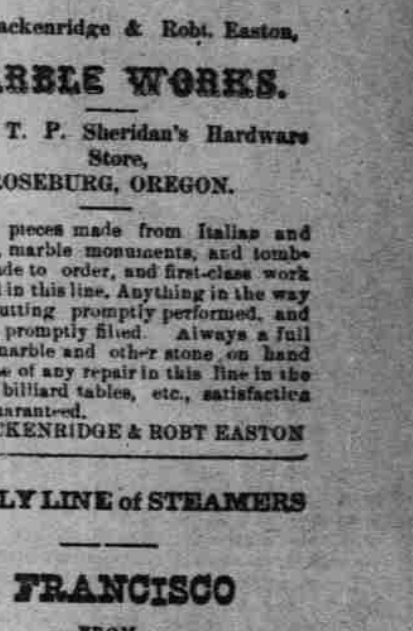 ackenridge & Robt. Easton,
RBLE WORKS.
T. P. Sheridan's Hardware
Store,
OSEBURG, OREGON.
pieces made from Italian and
marble monuments, and tomb-
de to order, and first-class work
in this line. Anything in the way
utting promptly performed, and
promptly filled. Always a full
marble and other stone on hand
e of any repair in this line in the
billiard tables, etc., satisfaction
uaranteed.
CKENRIDGE & ROBT EASTON
LY LINE of STEAMERS
FRANCISCO
FROM